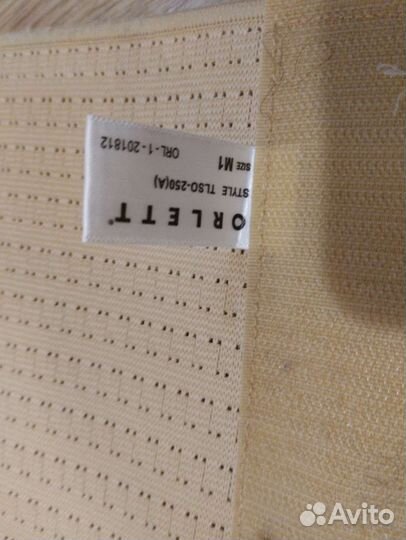 ORLETT®
STYLE TLSO-250(A)
SIZE M1
ORL-1-201812
Avito